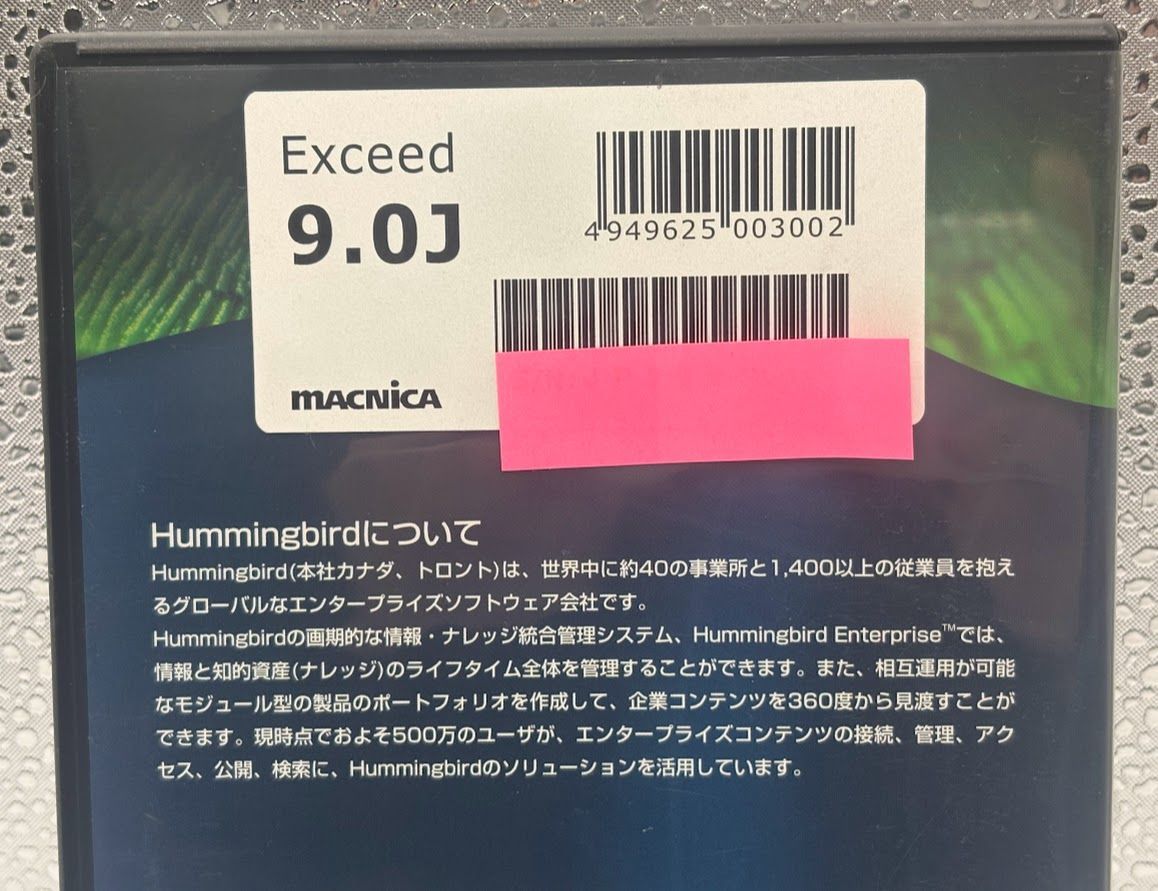 Exceed
9.0J
4949625003002
MACNiCA
Hummingbirdについて
Hummingbird(本社カナダ、トロント)は、世界中に約40の事業所と1,400以上の従業員を抱え
るグローバルなエンタープライズソフトウェア会社です。
Hummingbirdの画期的な情報・ナレッジ統合管理システム、Hummingbird Enterprise™では、
情報と知的資産(ナレッジ)のライフタイム全体を管理することができます。また、相互運用が可能
なモジュール型の製品のポートフォリオを作成して、企業コンテンツを360度から見渡すことが
できます。現時点でおよそ500万のユーザが、エンタープライズコンテンツの接続、管理、アク
セス、公開、検索に、Hummingbirdのソリューションを活用しています。